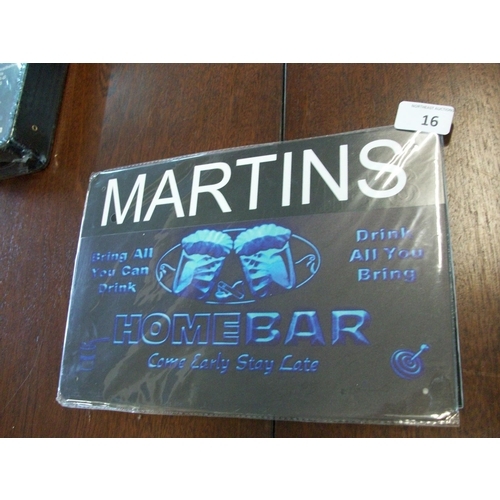 16
MARTINS
Bring All
You Can
Drink
Drink
All You
Bring
HOMEBAR
Come Early Stay Late